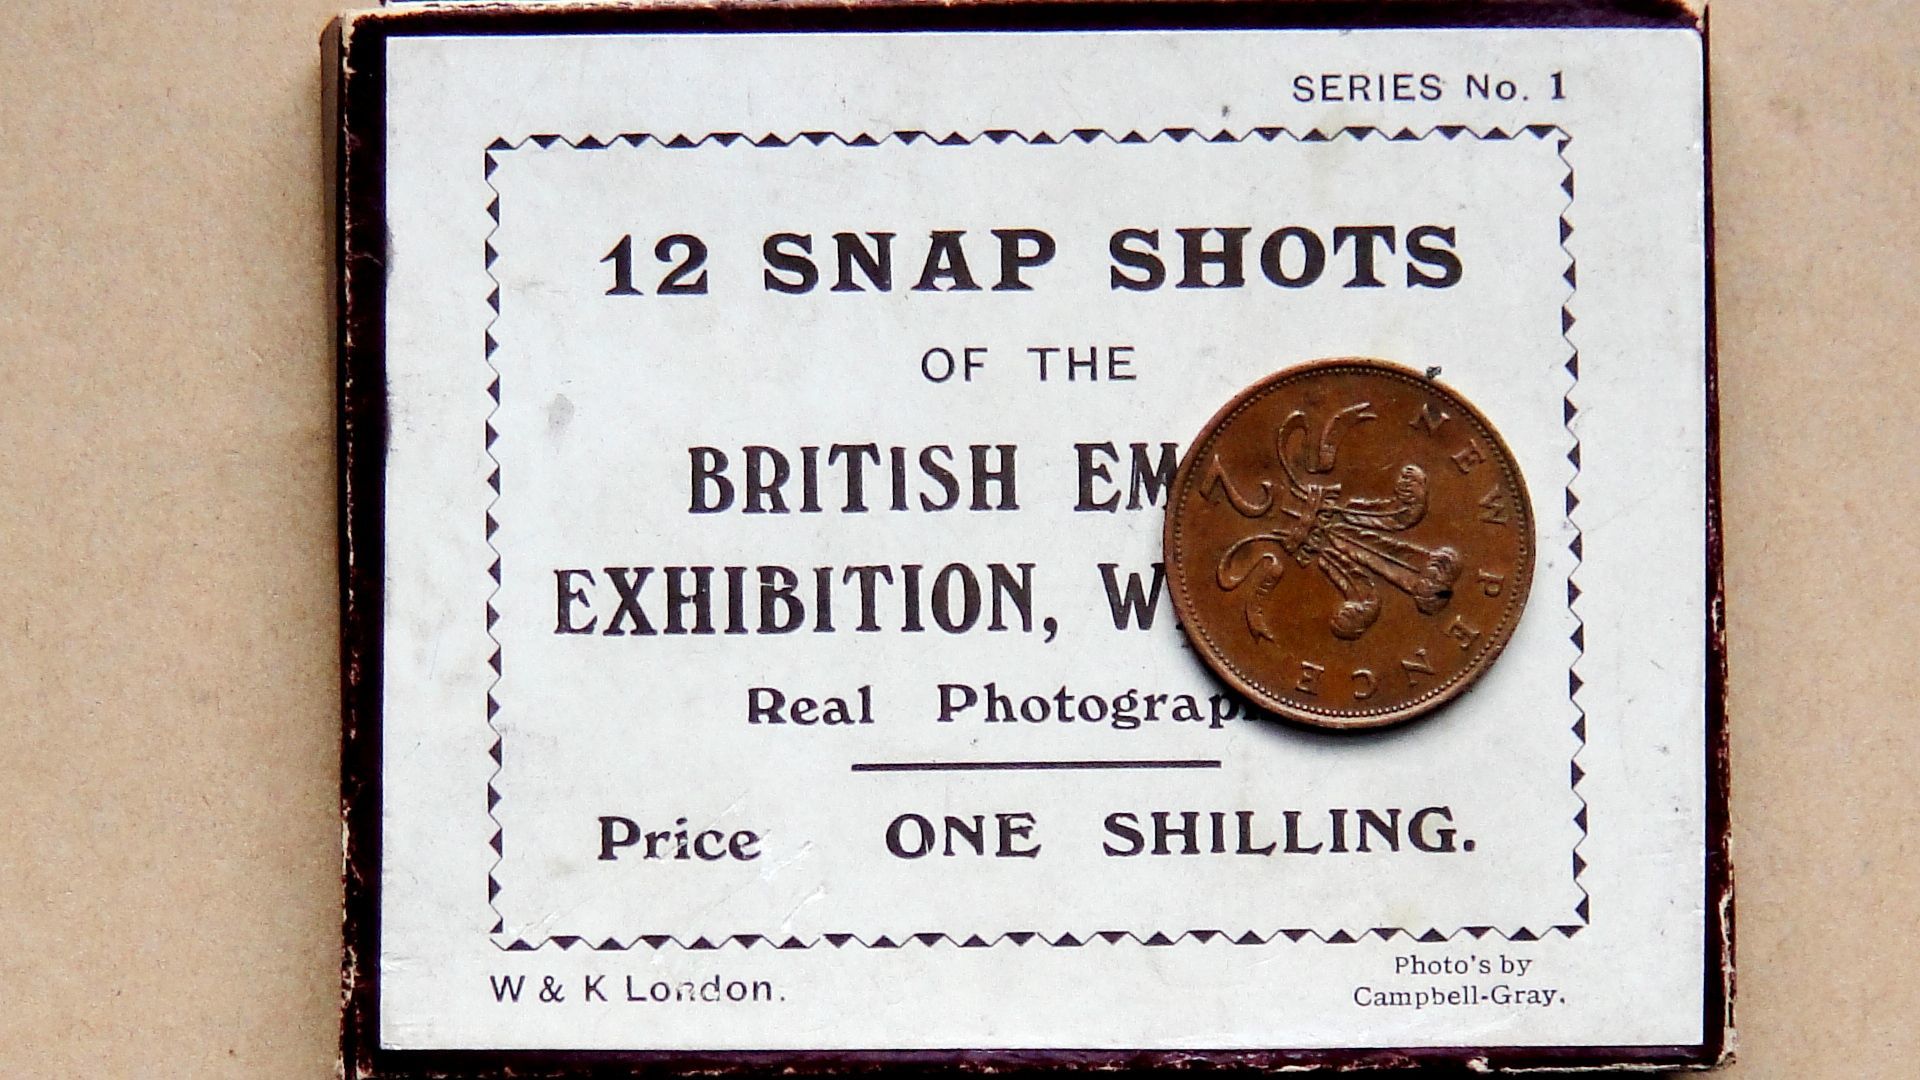 SERIES No. 1
12 SNAP SHOTS
OF THE
BRITISH EM
EXHIBITION, W
Real Photograp
Price ONE SHILLING.
W & K London.
Photo's by
Campbell-Gray.
NEW PENCE
2